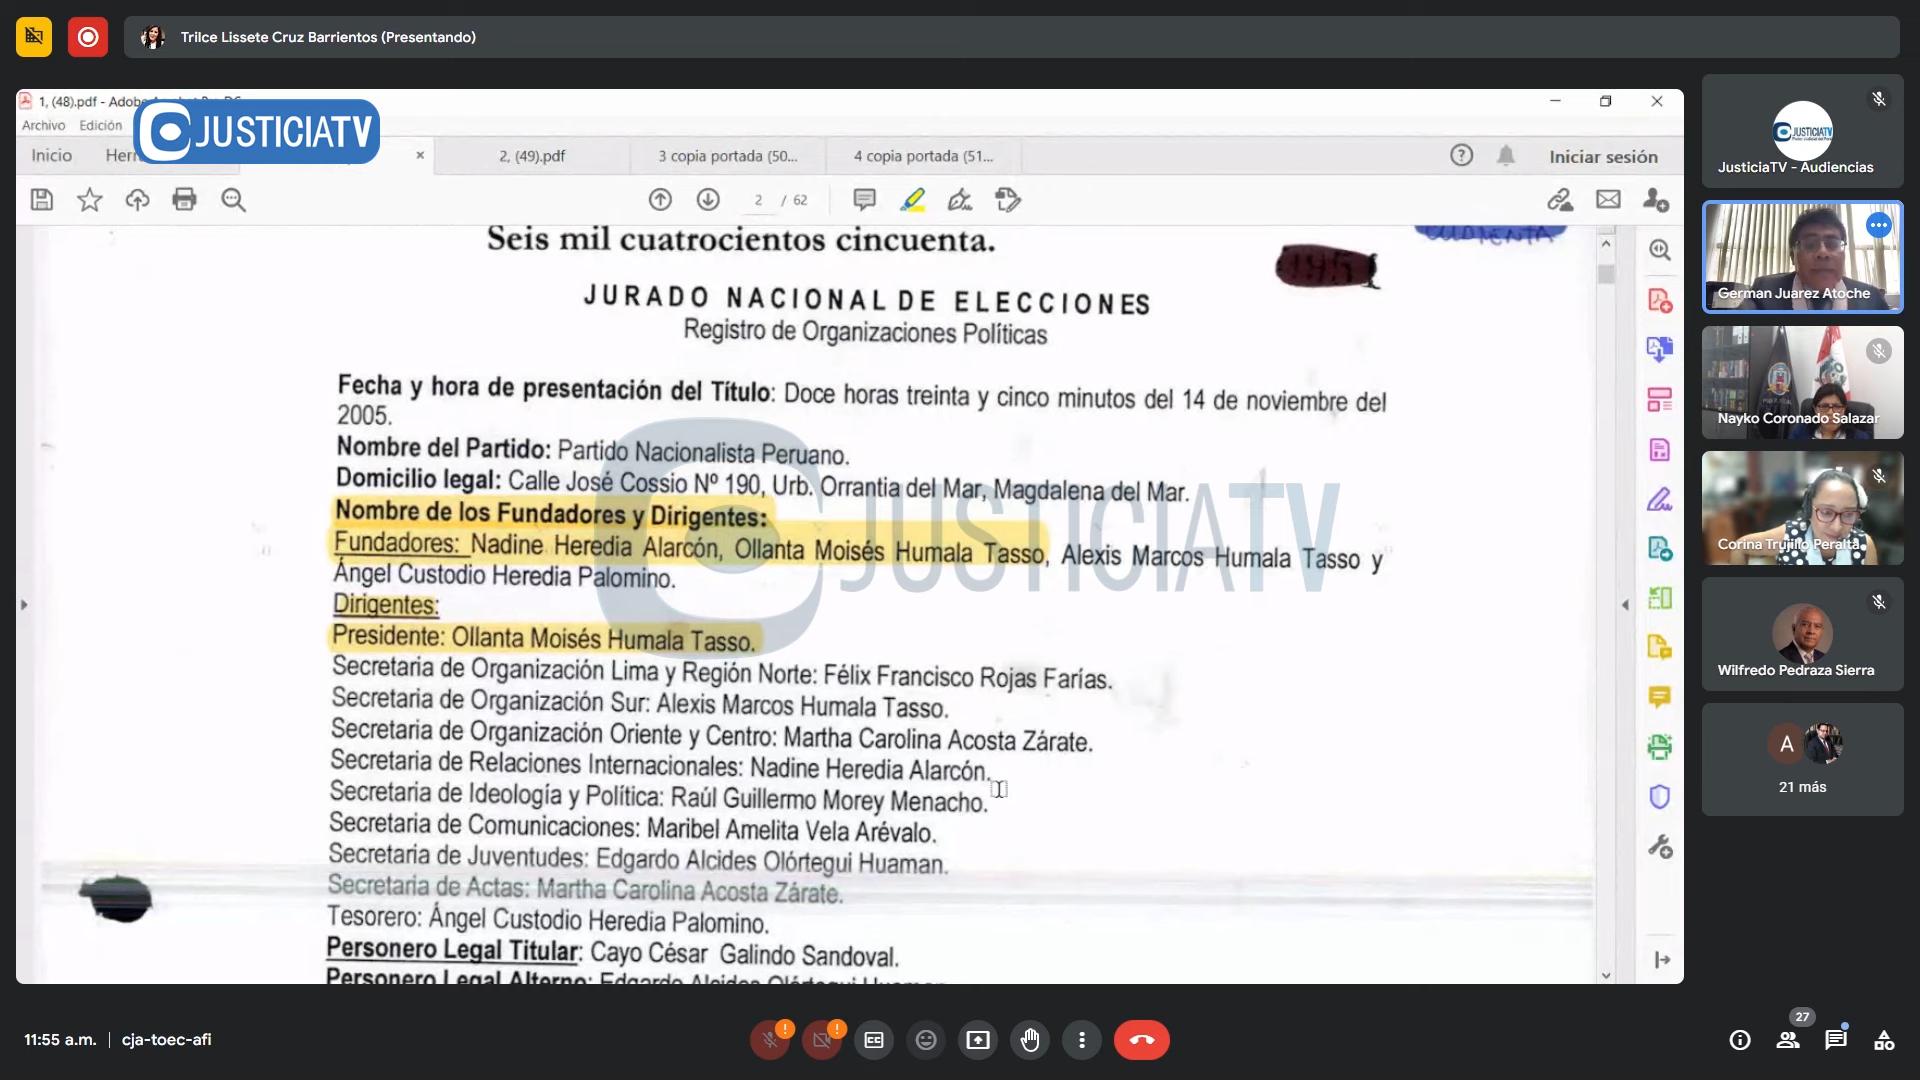 Trilce Lissete Cruz Barrientos (Presentando)
1, (48).pdf - Adobe
JUSTICIATV
Archivo Edición
Inicio
2, (49).pdf
3 copia portada (50...
4 copia portada (51...
Iniciar sesión
2 / 62
Seis mil cuatrocientos cincuenta.
JURADO NACIONAL DE ELECCIONES
Registro de Organizaciones Políticas
Fecha y hora de presentación del Título: Doce horas treinta y cinco minutos del 14 de noviembre del
2005.
Nombre del Partido: Partido Nacionalista Peruano.
Domicilio legal: Calle José Cossio Nº 190, Urb. Orrantia del Mar, Magdalena del Mar.
Nombre de los Fundadores y Dirigentes:
Fundadores: Nadine Heredia Alarcón, Ollanta Moisés Humala Tasso, Alexis Marcos Humala Tasso y
Ángel Custodio Heredia Palomino.
Dirigentes:
Presidente: Ollanta Moisés Humala Tasso.
Secretaria de Organización Lima y Región Norte: Félix Francisco Rojas Farías.
Secretaria de Organización Sur: Alexis Marcos Humala Tasso.
Secretaria de Organización Oriente y Centro: Martha Carolina Acosta Zárate.
Secretaria de Relaciones Internacionales: Nadine Heredia Alarcón.
Secretaria de Ideología y Política: Raúl Guillermo Morey Menacho.
Secretaria de Comunicaciones: Maribel Amelita Vela Arévalo.
Secretaria de Juventudes: Edgardo Alcides Olórtegui Huaman.
Secretaria de Actas: Martha Carolina Acosta Zárate.
Tesorero: Ángel Custodio Heredia Palomino.
Personero Legal Titular: Cayo César Galindo Sandoval.
Personero Legal Alterno: Edgardo Alcides Olórtegui Huaman.
JUSTICIATV
JUSTICIATV
JusticiaTV - Audiencias
German Juarez Atoche
Nayko Coronado Salazar
Corina Trujillo Peralta
Wilfredo Pedraza Sierra
A
21 más
11:55 a.m. | cja-toec-afi
27